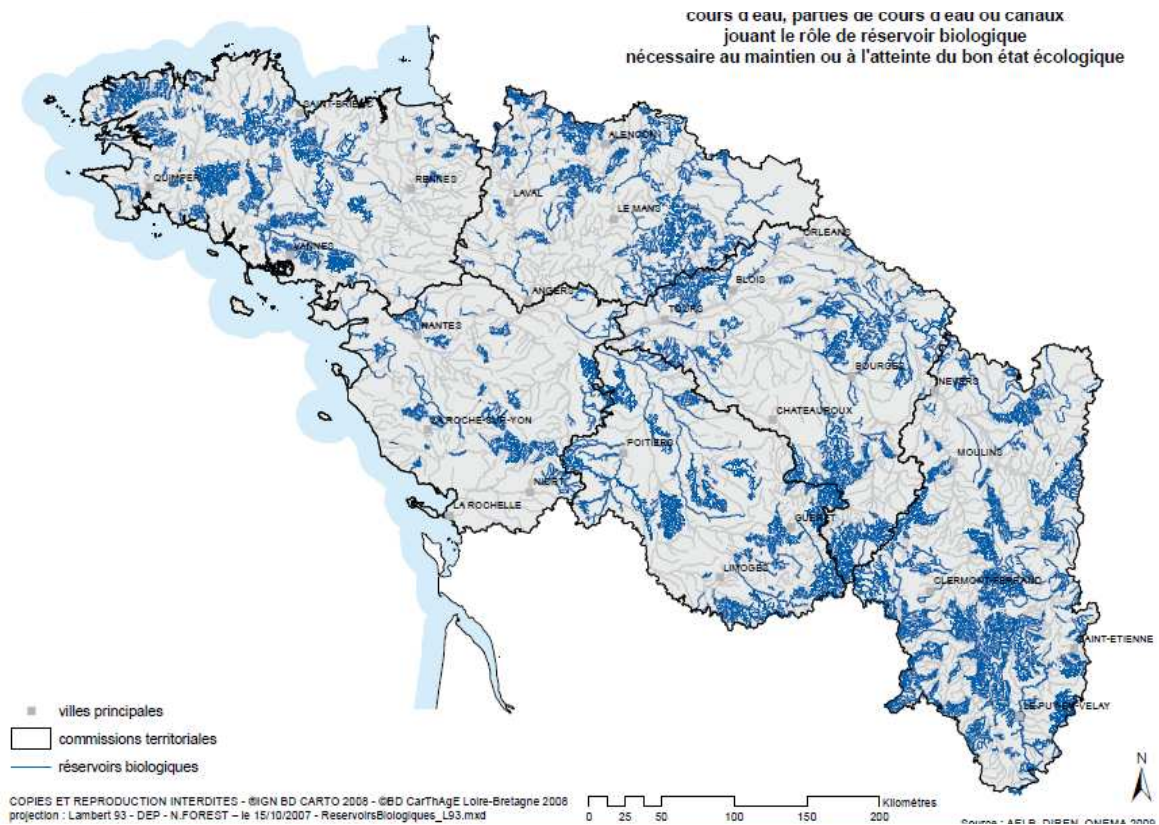 cours d'eau, parties de cours d'eau ou canaux
jouant le rôle de réservoir biologique
nécessaire au maintien ou à l'atteinte du bon état écologique
SAINT-BRIEUC
ALENCON
QUIMPER
RENNES
LAVAL
LE MANS
VANNES
ORLEANS
ANGERS
BLOIS
TOURS
NANTES
BOURGES
NEVERS
CHATEAUROUX
LA ROCHE-SUR-YON
POITIERS
MOULINS
NIORT
LA ROCHELLE
GUERET
LIMOGES
CLERMONT-FERRAND
SAINT-ETIENNE
LE PUY-EN-VELAY
villes principales
commissions territoriales
réservoirs biologiques
N
COPIES ET REPRODUCTION INTERDITES - ©IGN BD CARTO 2008 - ©BD CarThAgE Loire-Bretagne 2008
projection : Lambert 93 - DEP - N.FOREST – le 15/10/2007 - ReservoirsBiologiques_L93.mxd
Kilomètres
0 25 50 100 150 200
Source : AELB, DIREN, ONEMA 2009